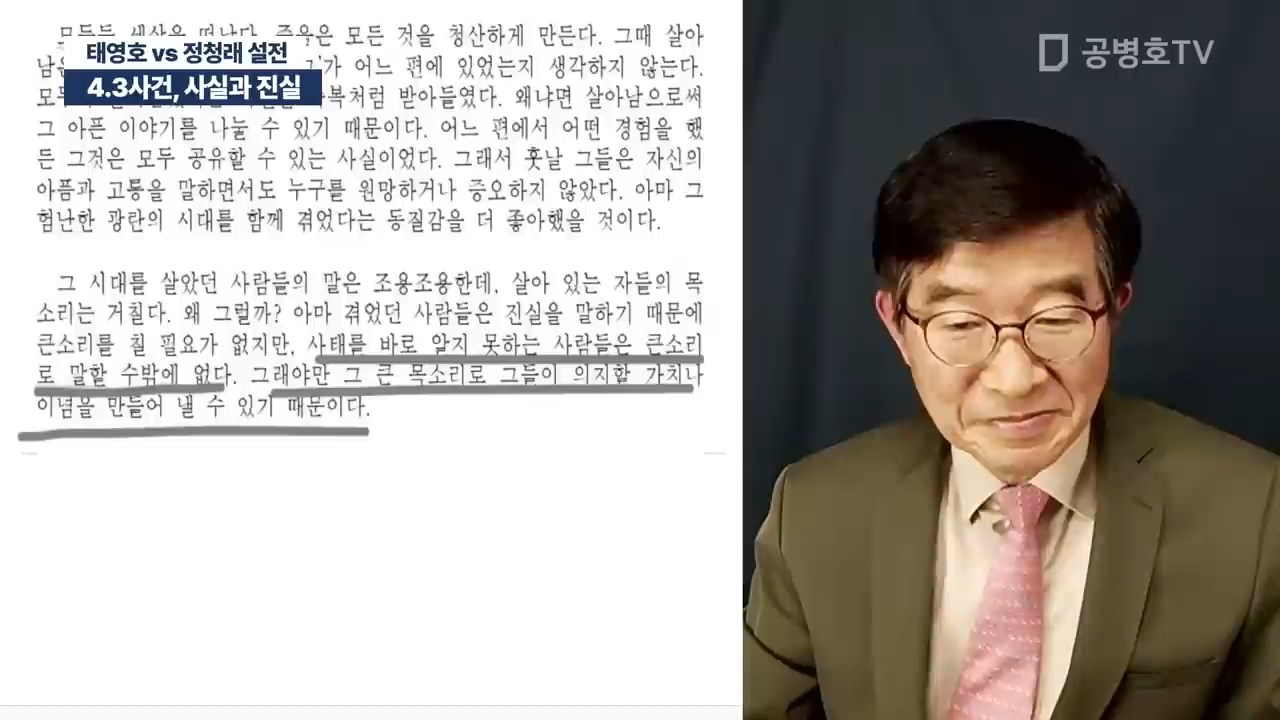 모두들 세상을 떠났다. 죽음은 모든 것을 청산하게 만든다. 그때 살아
태영호 vs 정청래 설전
남은 가 어느 편에 있었는지 생각하지 않는다.
4.3사건, 사실과 진실
복처럼 받아들였다. 왜냐면 살아남으로써
그 아픈 이야기를 나눌 수 있기 때문이다. 어느 편에서 어떤 경험을 했
든 그것은 모두 공유할 수 있는 사실이었다. 그래서 훗날 그들은 자신의
아픔과 고통을 말하면서도 누구를 원망하거나 증오하지 않았다. 아마 그
험난한 광란의 시대를 함께 겪었다는 동질감을 더 좋아했을 것이다.
그 시대를 살았던 사람들의 말은 조용조용한데, 살아 있는 자들의 목
소리는 거칠다. 왜 그럴까? 아마 겪었던 사람들은 진실을 말하기 때문에
큰소리를 칠 필요가 없지만, 사태를 바로 알지 못하는 사람들은 큰소리
로 말할 수밖에 없다. 그래야만 그 큰 목소리로 그들이 의지할 가치나
이념을 만들어 낼 수 있기 때문이다.
공병호TV